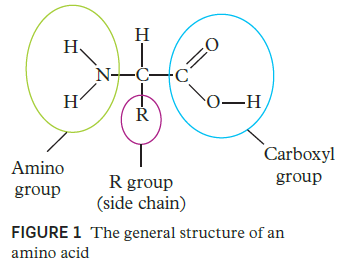 H
H
O
N
C
C
H
O—H
R
Amino
group
R group
(side chain)
Carboxyl
group
FIGURE 1 The general structure of an
amino acid